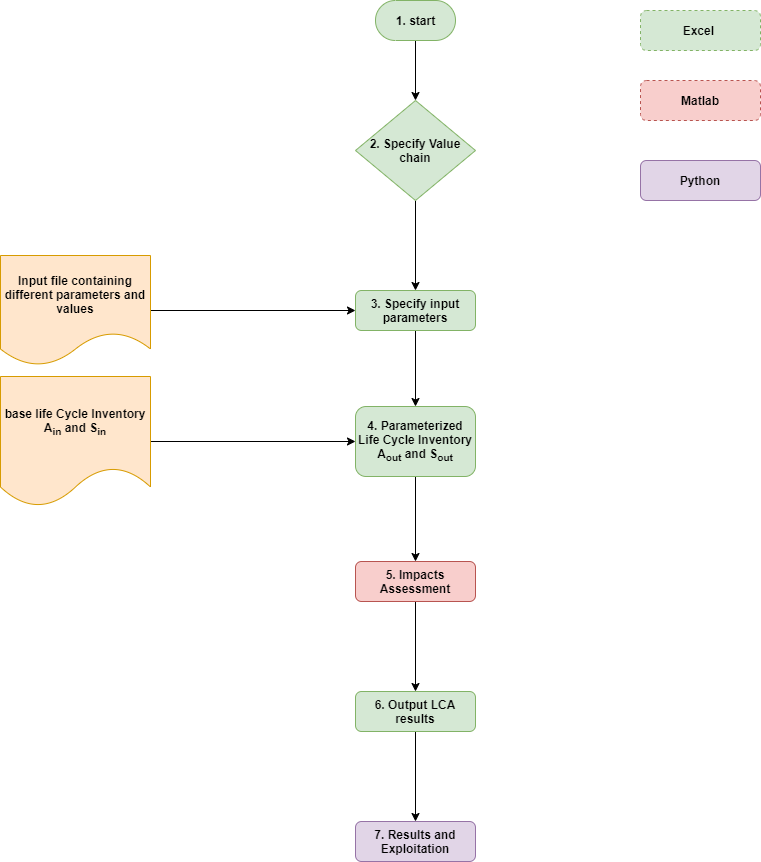 1. start
Excel
Matlab
2. Specify Value
chain
Python
Input file containing
different parameters and
values
3. Specify input
parameters
base life Cycle Inventory
Ain and Sin
4. Parameterized
Life Cycle Inventory
Aout and Sout
5. Impacts
Assessment
6. Output LCA
results
7. Results and
Exploitation